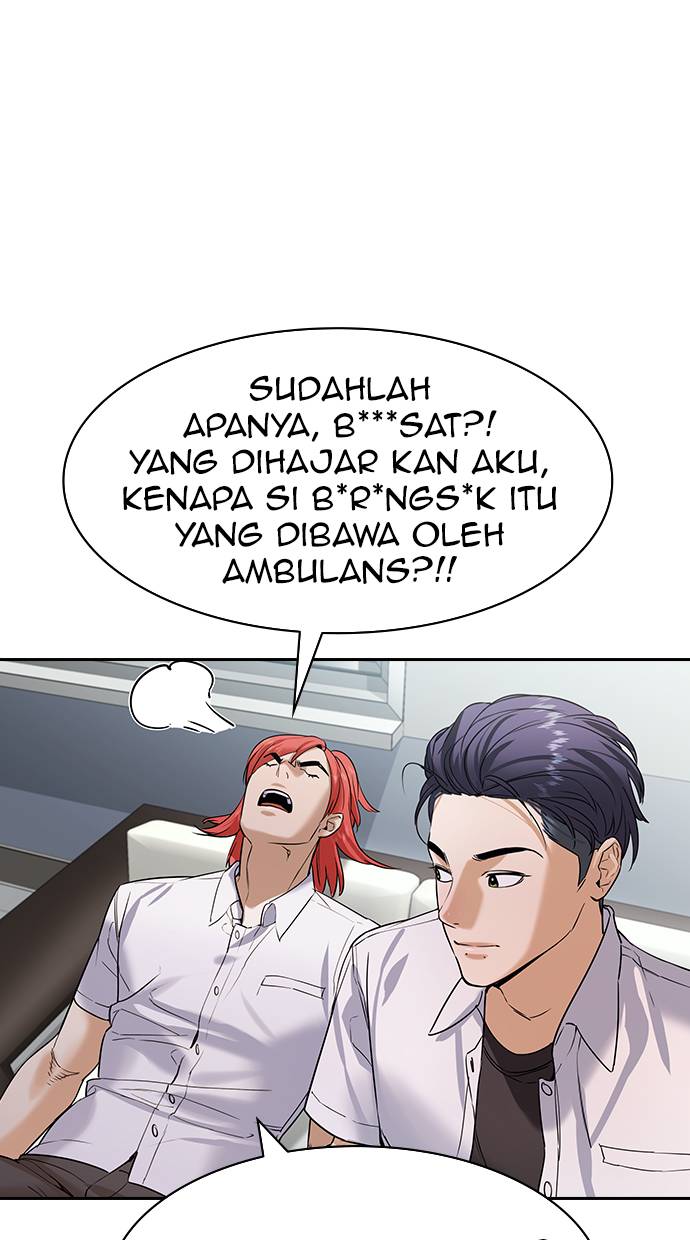 SUDAHLAH
APANYA, B***SAT?!
YANG DIHAJAR KAN AKU,
KENAPA SI B*R*NGS*K ITU
YANG DIBAWA OLEH
AMBULANS?!!